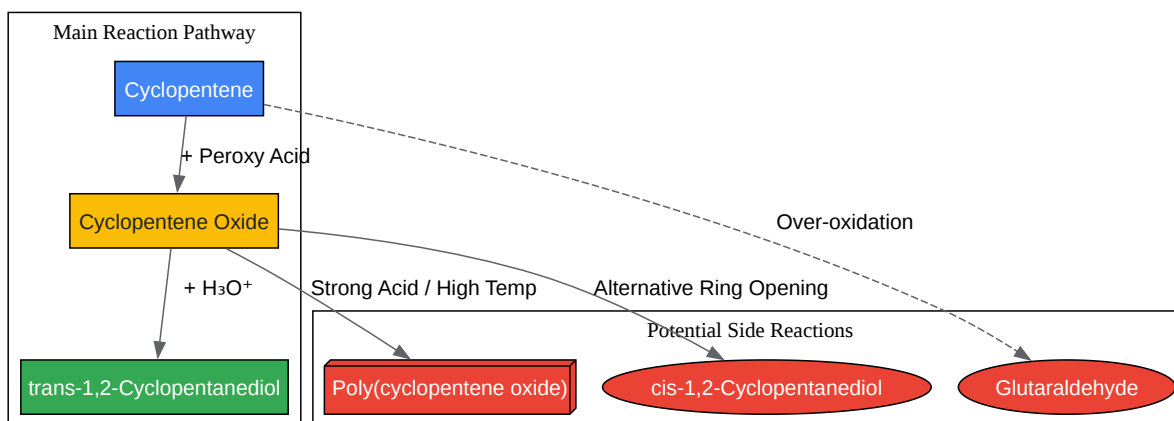 Main Reaction Pathway
Cyclopentene
+ Peroxy Acid
Cyclopentene Oxide
Over-oxidation
+ H₃O⁺
Strong Acid / High Temp
Alternative Ring Opening
Potential Side Reactions
trans-1,2-Cyclopentanediol
Poly(cyclopentene oxide)
cis-1,2-Cyclopentanediol
Glutaraldehyde